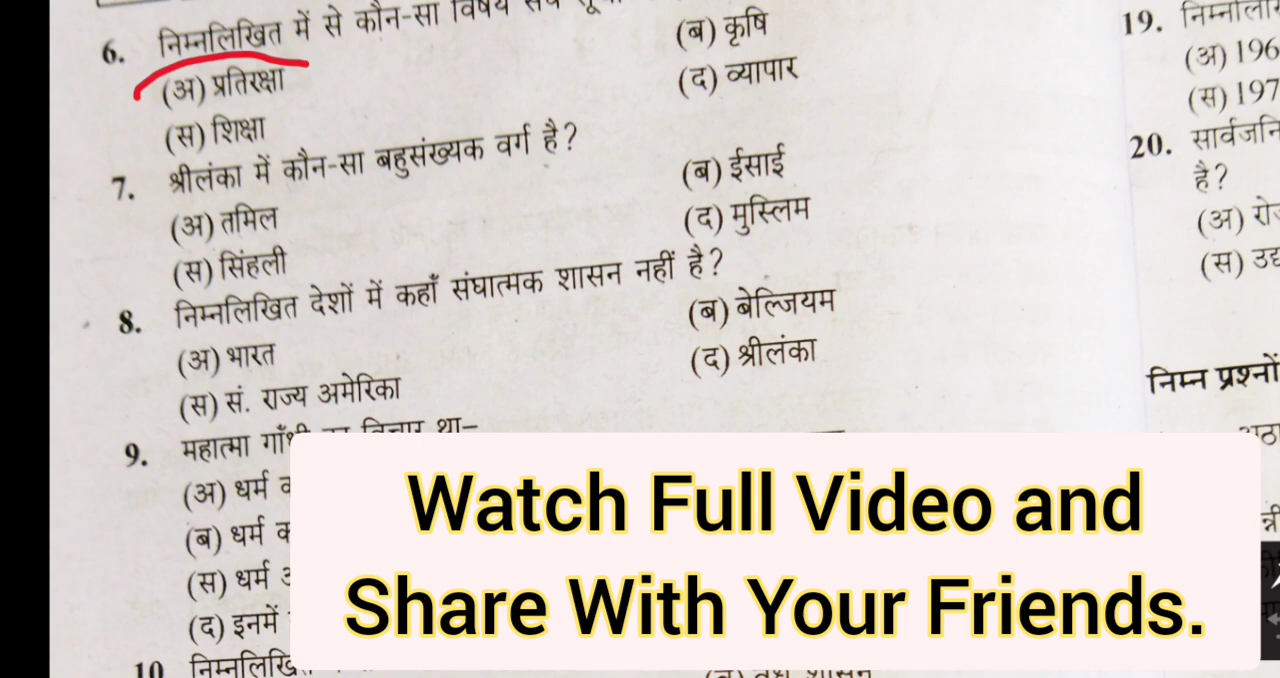 6. निम्नलिखित में से कौन-सा विषय संघ
(अ) प्रतिरक्षा (ब) कृषि
(स) शिक्षा (द) व्यापार
7. श्रीलंका में कौन-सा बहुसंख्यक वर्ग है?
(अ) तमिल (ब) ईसाई
(स) सिंहली (द) मुस्लिम
8. निम्नलिखित देशों में कहाँ संघात्मक शासन नहीं है?
(अ) भारत (ब) बेल्जियम
(स) सं. राज्य अमेरिका (द) श्रीलंका
9. महात्मा गाँधी का विचार था–
(अ) धर्म
(ब) धर्म
(स) धर्म
(द) इनमें
10
19.
(अ) 196
(स) 197
20. सार्वजनि
है?
(अ)
(स)
निम्न प्रश्नों
Watch Full Video and
Share With Your Friends.